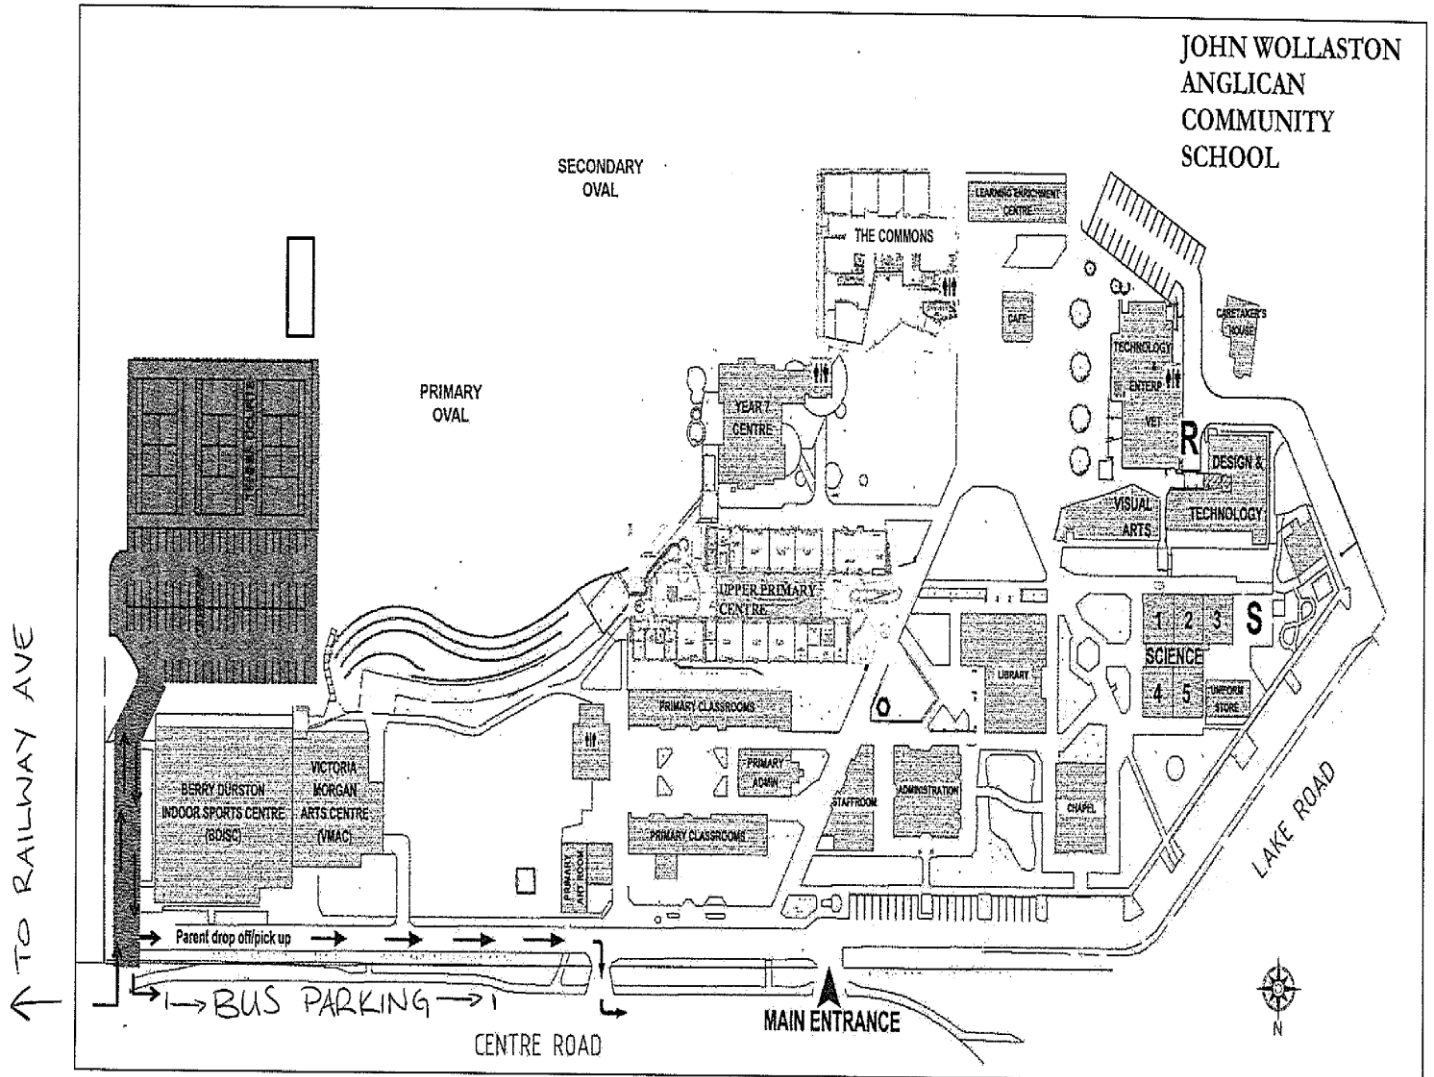 JOHN WOLLASTON
ANGLICAN
COMMUNITY
SCHOOL
SECONDARY
OVAL
LEARNING ENRICHMENT
CENTRE
THE COMMONS
CAFE
CARETAKER'S
HOUSE
TECHNOLOGY
&
ENTERP
VET
PRIMARY
OVAL
YEAR 7
CENTRE
R
DESIGN &
TECHNOLOGY
VISUAL
ARTS
UPPER PRIMARY
CENTRE
1 2 3
S
SCIENCE
4 5
UNIFORM
STORE
LIBRARY
PRIMARY CLASSROOMS
PRIMARY
ADMIN
STAFFROOM
ADMINISTRATION
CHAPEL
BERRY DURSTON
INDOOR SPORTS CENTRE
(BDISC)
VICTORIA
MORGAN
ARTS CENTRE
(VMAC)
PRIMARY CLASSROOMS
PRIMARY
ART ROOM
LAKE ROAD
TO RAILWAY AVE
Parent drop off/pick up
BUS PARKING
MAIN ENTRANCE
CENTRE ROAD
N